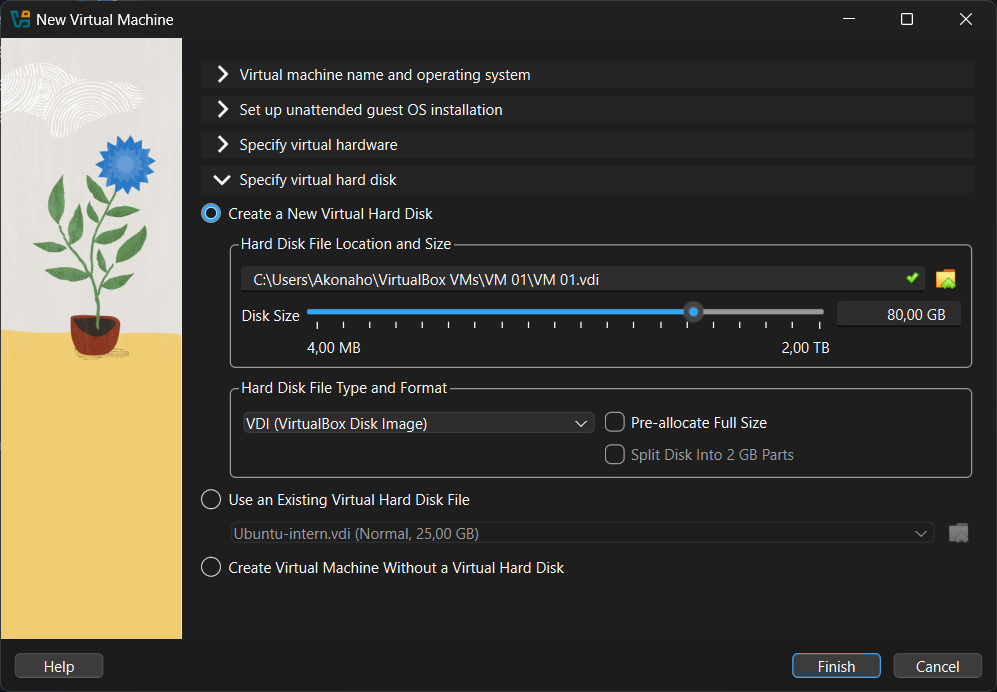 New Virtual Machine
Virtual machine name and operating system
Set up unattended guest OS installation
Specify virtual hardware
Specify virtual hard disk
Create a New Virtual Hard Disk
Hard Disk File Location and Size
C:\Users\Akonaho\VirtualBox VMs\VM 01\VM 01.vdi
Disk Size 80,00 GB
4,00 MB 2,00 TB
Hard Disk File Type and Format
VDI (VirtualBox Disk Image) Pre-allocate Full Size
Split Disk Into 2 GB Parts
Use an Existing Virtual Hard Disk File
Ubuntu-intern.vdi (Normal, 25,00 GB)
Create Virtual Machine Without a Virtual Hard Disk
Help Finish Cancel